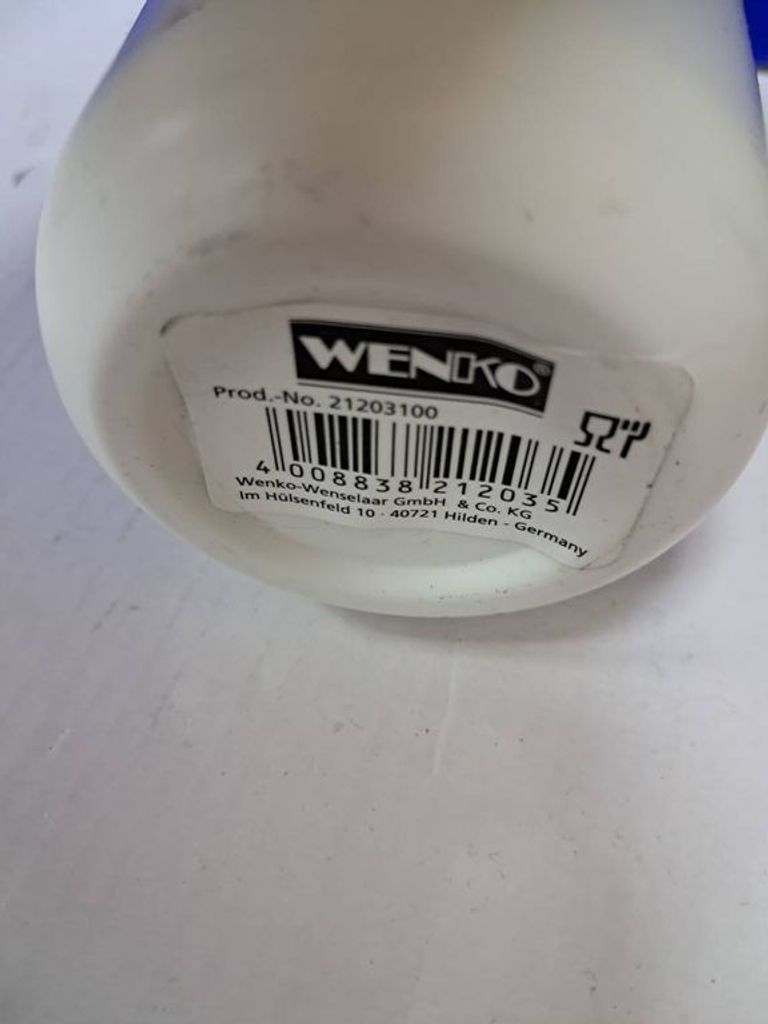 WENKO®
Prod.-No. 21203100
4 008838 212035
Wenko-Wenselaar GmbH & Co. KG
Im Hülsenfeld 10 · 40721 Hilden - Germany